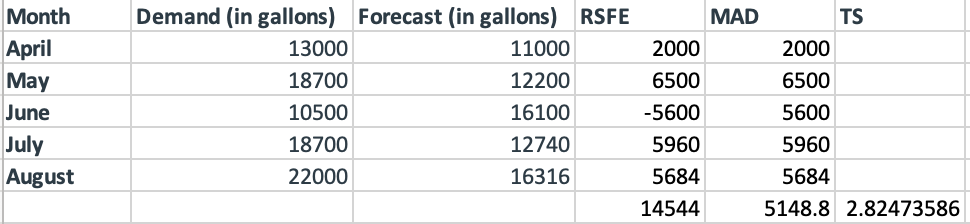 Month Demand (in gallons) Forecast (in gallons) RSFE MAD TS
April 13000 11000 2000 2000
May 18700 12200 6500 6500
June 10500 16100 -5600 5600
July 18700 12740 5960 5960
August 22000 16316 5684 5684
14544 5148.8 2.82473586